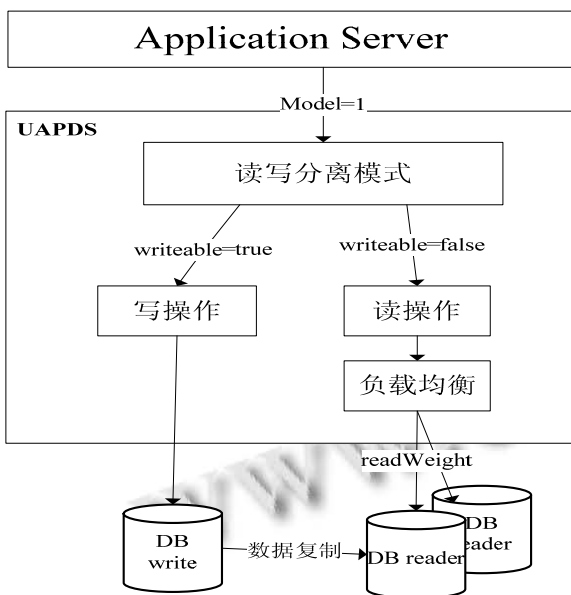 Application Server
Model=1
UAPDS
读写分离模式
writeable=true
writeable=false
写操作
读操作
负载均衡
readWeight
DB
write
数据复制
DB reader
DB